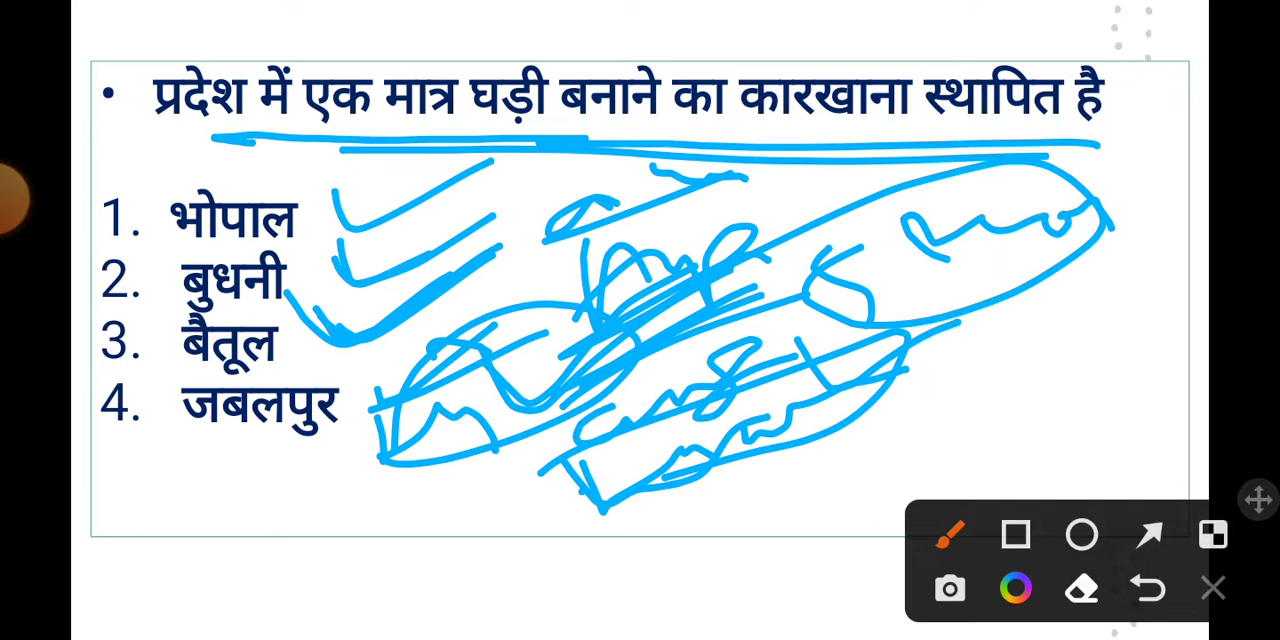 • प्रदेश में एक मात्र घड़ी बनाने का कारखाना स्थापित है
1. भोपाल
2. बुधनी
3. बैतूल
4. जबलपुर